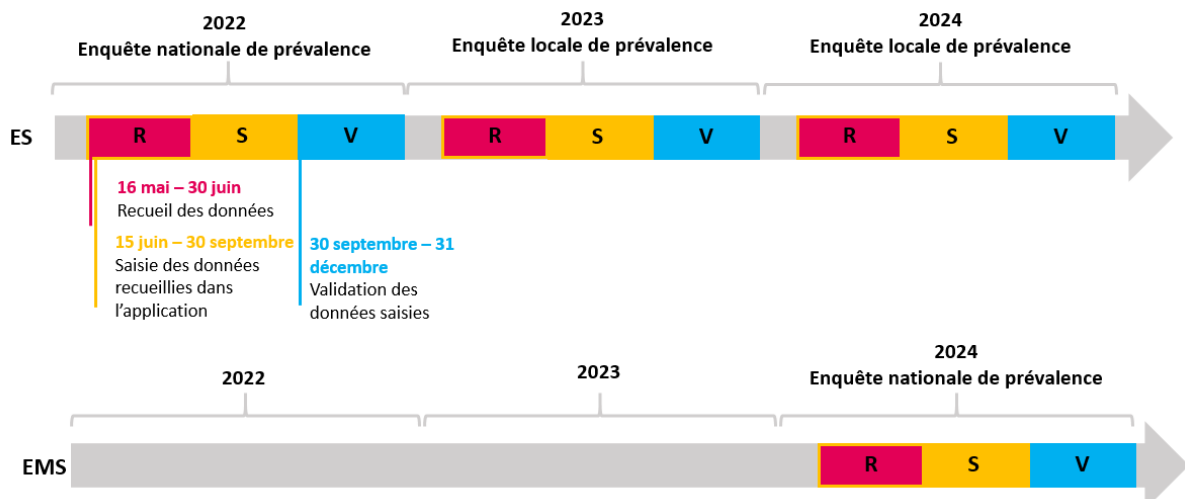 2022
Enquête nationale de prévalence
2023
Enquête locale de prévalence
2024
Enquête locale de prévalence
ES
R
S
V
R
S
V
R
S
V
16 mai – 30 juin
Recueil des données
15 juin – 30 septembre
Saisie des données
recueillies dans
l’application
30 septembre – 31
décembre
Validation des
données saisies
2022
2023
2024
Enquête nationale de prévalence
EMS
R
S
V